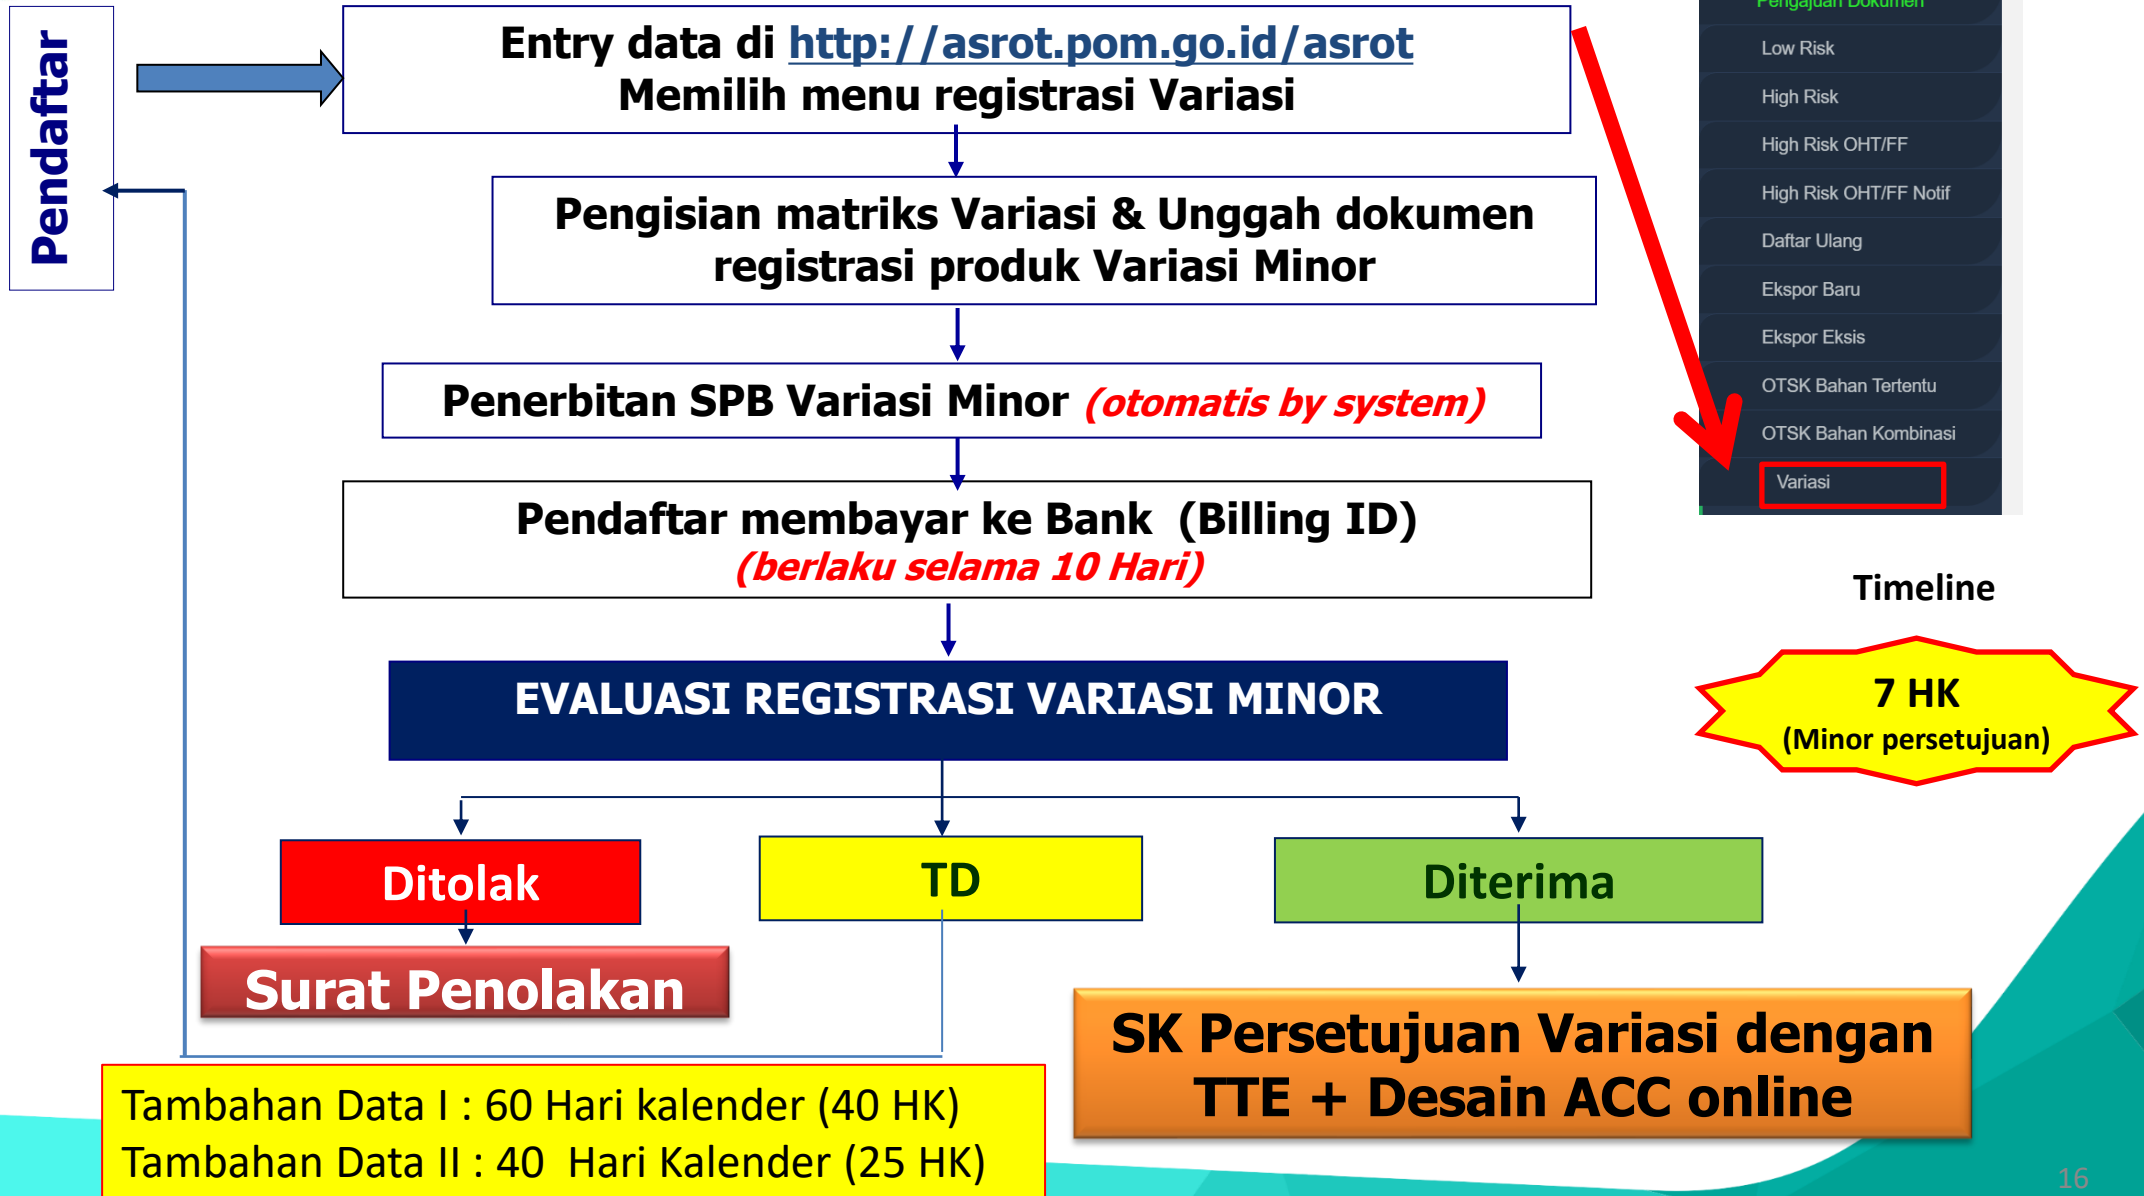 Pendaftar
Entry data di http://asrot.pom.go.id/asrot
Memilih menu registrasi Variasi
Pengisian matriks Variasi & Unggah dokumen
registrasi produk Variasi Minor
Penerbitan SPB Variasi Minor (otomatis by system)
Pendaftar membayar ke Bank (Billing ID)
(berlaku selama 10 Hari)
EVALUASI REGISTRASI VARIASI MINOR
Ditolak
TD
Diterima
Surat Penolakan
SK Persetujuan Variasi dengan
TTE + Desain ACC online
Tambahan Data I : 60 Hari kalender (40 HK)
Tambahan Data II : 40 Hari Kalender (25 HK)
Pengajuan Dokumen
Low Risk
High Risk
High Risk OHT/FF
High Risk OHT/FF Notif
Daftar Ulang
Ekspor Baru
Ekspor Eksis
OTSK Bahan Tertentu
OTSK Bahan Kombinasi
Variasi
Timeline
7 HK
(Minor persetujuan)
16